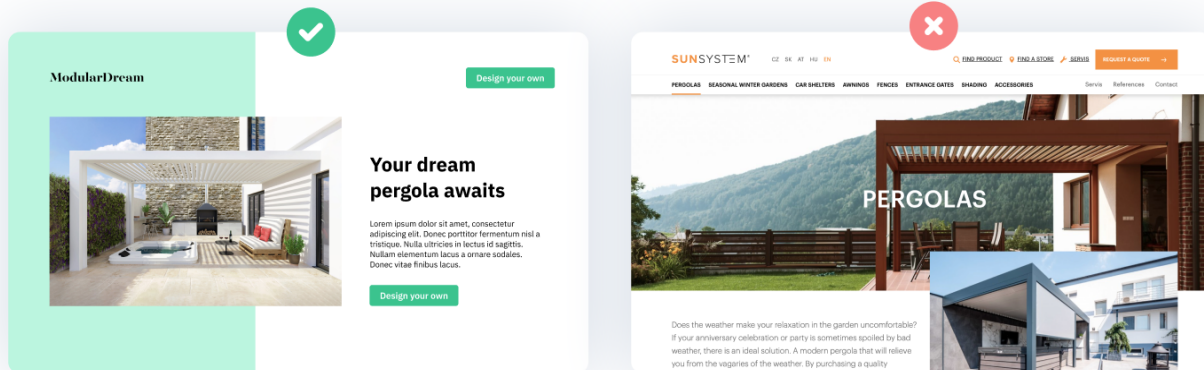 ModularDream
Design your own
Your dream
pergola awaits
Lorem ipsum dolor sit amet, consectetur
adipiscing elit. Donec porttitor fermentum nisl a
tristique. Nulla ultricies in lectus id sagittis.
Nullam elementum lacus a ornare sodales.
Donec vitae finibus lacus.
Design your own
SUNSYSTEM
CZ SK AT HU EN
FIND PRODUCT FIND A STORE SERVIS REQUEST A QUOTE →
PERGOLAS SEASONAL WINTER GARDENS CAR SHELTERS AWNINGS FENCES ENTRANCE GATES SHADING ACCESSORIES
Servis References Contact
PERGOLAS
Does the weather make your relaxation in the garden uncomfortable?
If your anniversary celebration or party is sometimes spoiled by bad
weather, there is an ideal solution. A modern pergola that will relieve
you from the vagaries of the weather. By purchasing a quality